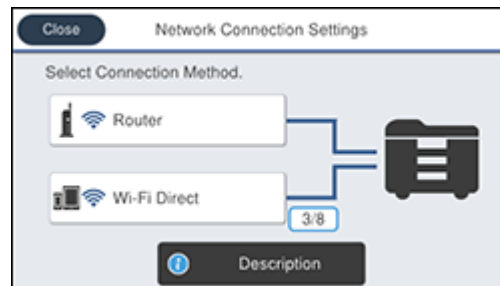 Close
Network Connection Settings
Select Connection Method.
Router
Wi-Fi Direct
3/8
Description